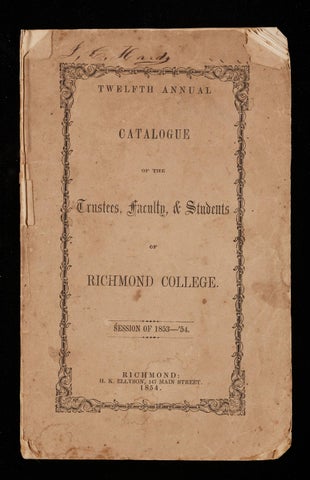 TWELFTH ANNUAL
CATALOGUE
OF THE
Trustees, Faculty, & Students
OF
RICHMOND COLLEGE.
SESSION OF 1853—'54.
RICHMOND:
H. K. ELLYSON, 147 MAIN STREET.
1854.